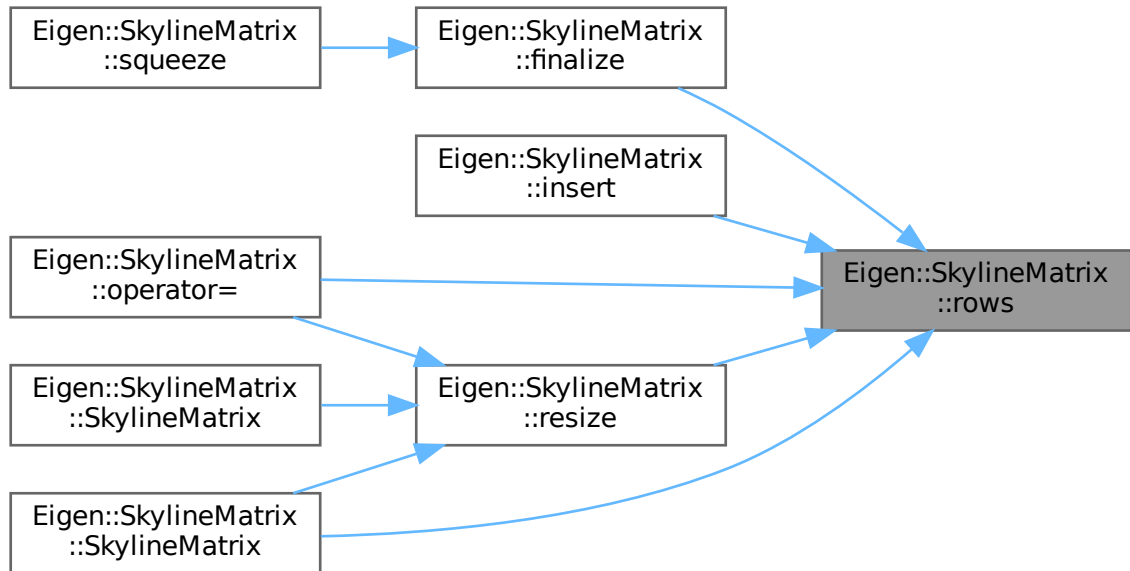 Eigen::SkylineMatrix
::squeeze
Eigen::SkylineMatrix
::finalize
Eigen::SkylineMatrix
::insert
Eigen::SkylineMatrix
::operator=
Eigen::SkylineMatrix
::rows
Eigen::SkylineMatrix
::SkylineMatrix
Eigen::SkylineMatrix
::resize
Eigen::SkylineMatrix
::SkylineMatrix